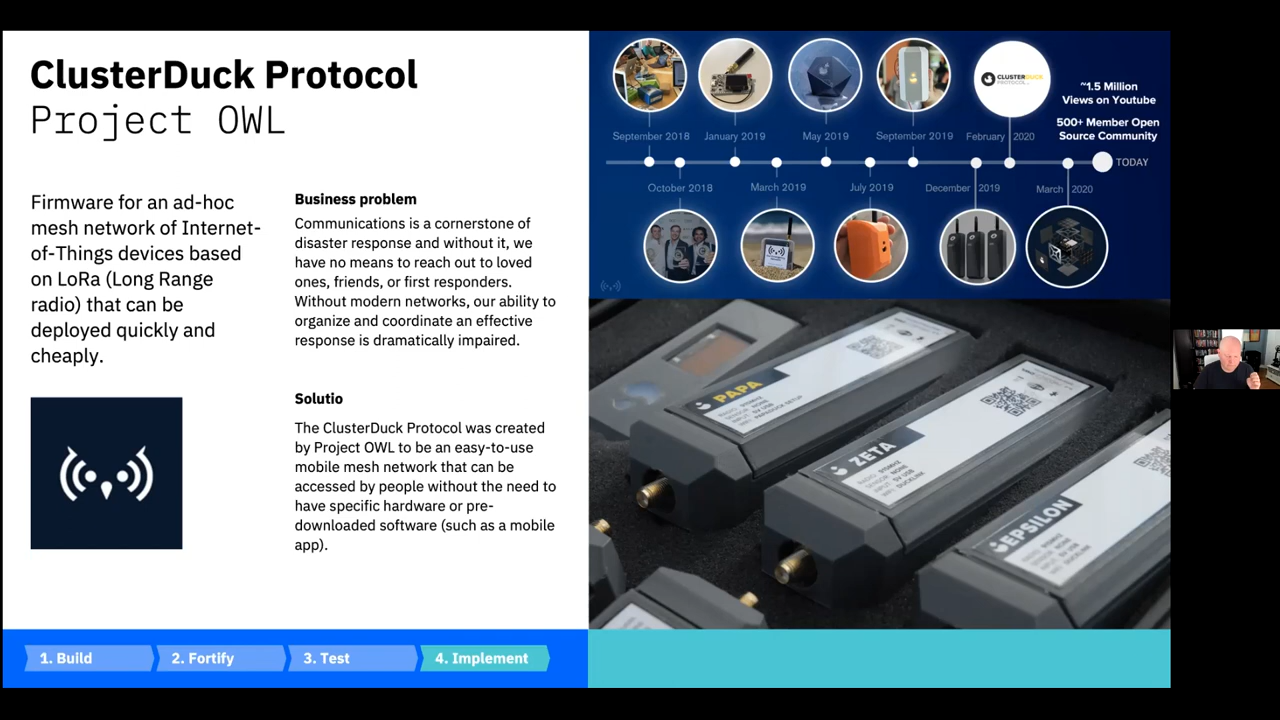 ClusterDuck Protocol
Project OWL
Firmware for an ad-hoc
mesh network of Internet-
of-Things devices based
on LoRa (Long Range
radio) that can be
deployed quickly and
cheaply.
Business problem
Communications is a cornerstone of
disaster response and without it, we
have no means to reach out to loved
ones, friends, or first responders.
Without modern networks, our ability to
organize and coordinate an effective
response is dramatically impaired.
Solutio
The ClusterDuck Protocol was created
by Project OWL to be an easy-to-use
mobile mesh network that can be
accessed by people without the need to
have specific hardware or pre-
downloaded software (such as a mobile
app).
1. Build
2. Fortify
3. Test
4. Implement
CLUSTERDUCK
PROTOCOL
~1.5 Million
Views on Youtube
500+ Member Open
Source Community
September 2018
January 2019
May 2019
September 2019
February 2020
TODAY
October 2018
March 2019
July 2019
December 2019
March 2020
PAPA
ZETA
EPSILON